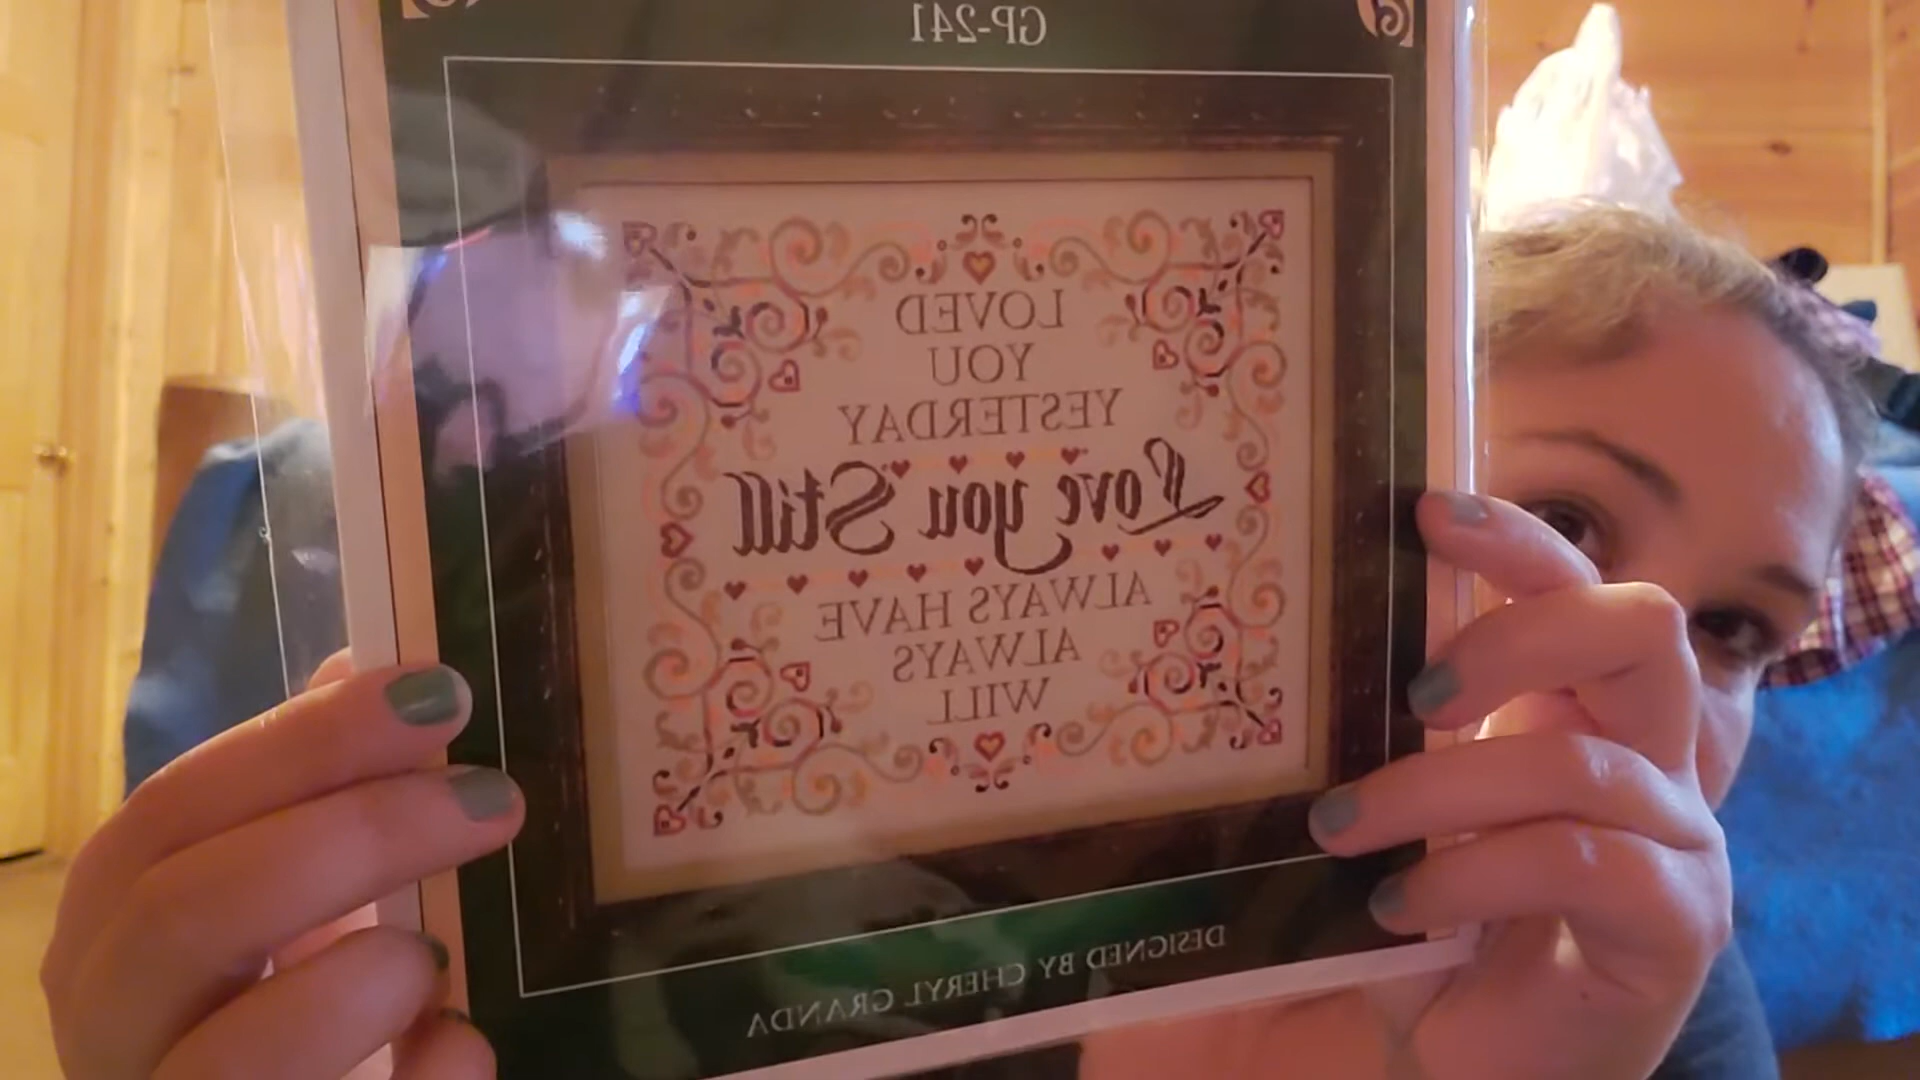 GP-241
LOVED
YOU
YESTERDAY
Love you Still
ALWAYS HAVE
ALWAYS
WILL
DESIGNED BY CHERYL GRANDA